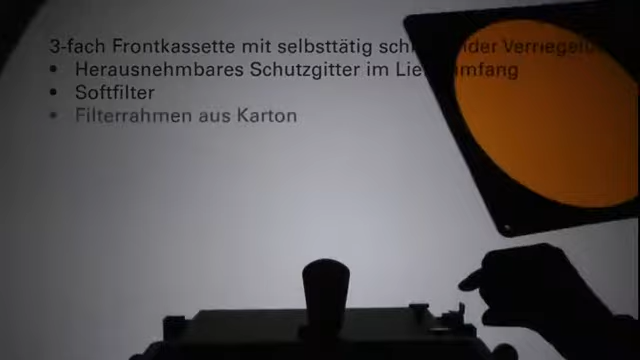 3-fach Frontkassette mit selbsttätig
• Herausnehmbares Schutzgitter im
• Softfilter
• Filterrahmen aus Karton